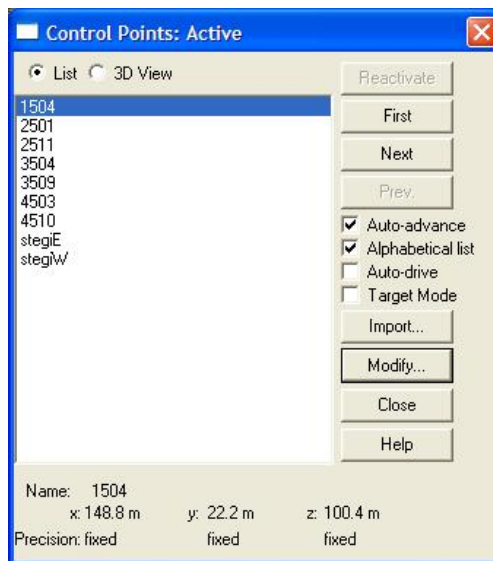 Control Points: Active
List 3D View
Reactivate
1504
2501
2511
3504
3509
4503
4510
stegiE
stegiW
First
Next
Prev.
Auto-advance
Alphabetical list
Auto-drive
Target Mode
Import...
Modify...
Close
Help
Name: 1504
x: 148.8 m y: 22.2 m z: 100.4 m
Precision: fixed fixed fixed